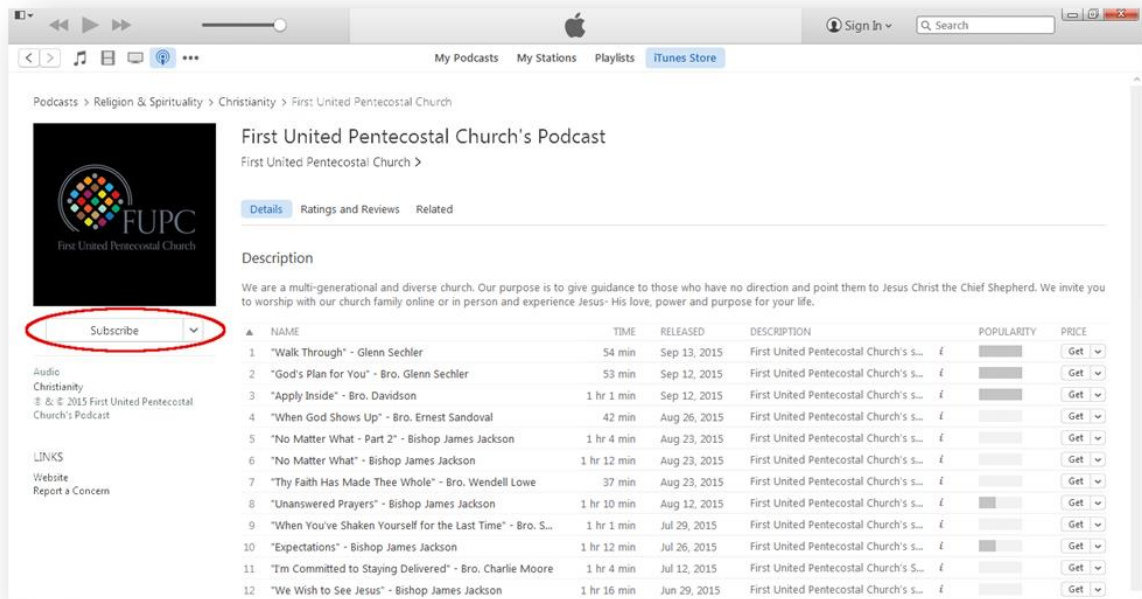 Sign In
Search
My Podcasts My Stations Playlists iTunes Store
Podcasts > Religion & Spirituality > Christianity > First United Pentecostal Church
FUPC
First United Pentecostal Church
First United Pentecostal Church's Podcast
First United Pentecostal Church >
Details Ratings and Reviews Related
Description
We are a multi-generational and diverse church. Our purpose is to give guidance to those who have no direction and point them to Jesus Christ the Chief Shepherd. We invite you
to worship with our church family online or in person and experience Jesus- His love, power and purpose for your life.
Subscribe
Audio
Christianity
℗ & © 2015 First United Pentecostal
Church's Podcast
LINKS
Website
Report a Concern
NAME TIME RELEASED DESCRIPTION POPULARITY PRICE
1 "Walk Through" - Glenn Sechler 54 min Sep 13, 2015 First United Pentecostal Church's s... i Get
2 "God's Plan for You" - Bro. Glenn Sechler 53 min Sep 12, 2015 First United Pentecostal Church's s... i Get
3 "Apply Inside" - Bro. Davidson 1 hr 1 min Sep 12, 2015 First United Pentecostal Church's s... i Get
4 "When God Shows Up" - Bro. Ernest Sandoval 42 min Aug 26, 2015 First United Pentecostal Church's s... i Get
5 "No Matter What - Part 2" - Bishop James Jackson 1 hr 4 min Aug 23, 2015 First United Pentecostal Church's s... i Get
6 "No Matter What" - Bishop James Jackson 1 hr 12 min Aug 23, 2015 First United Pentecostal Church's s... i Get
7 "Thy Faith Has Made Thee Whole" - Bro. Wendell Lowe 37 min Aug 23, 2015 First United Pentecostal Church's s... i Get
8 "Unanswered Prayers" - Bishop James Jackson 1 hr 10 min Aug 12, 2015 First United Pentecostal Church's s... i Get
9 "When You've Shaken Yourself for the Last Time" - Bro. S... 1 hr 1 min Jul 29, 2015 First United Pentecostal Church's s... i Get
10 "Expectations" - Bishop James Jackson 1 hr 12 min Jul 26, 2015 First United Pentecostal Church's s... i Get
11 "I'm Committed to Staying Delivered" - Bro. Charlie Moore 1 hr 4 min Jul 12, 2015 First United Pentecostal Church's S... i Get
12 "We Wish to See Jesus" - Bishop James Jackson 1 hr 16 min Jun 29, 2015 First United Pentecostal Church's s... i Get